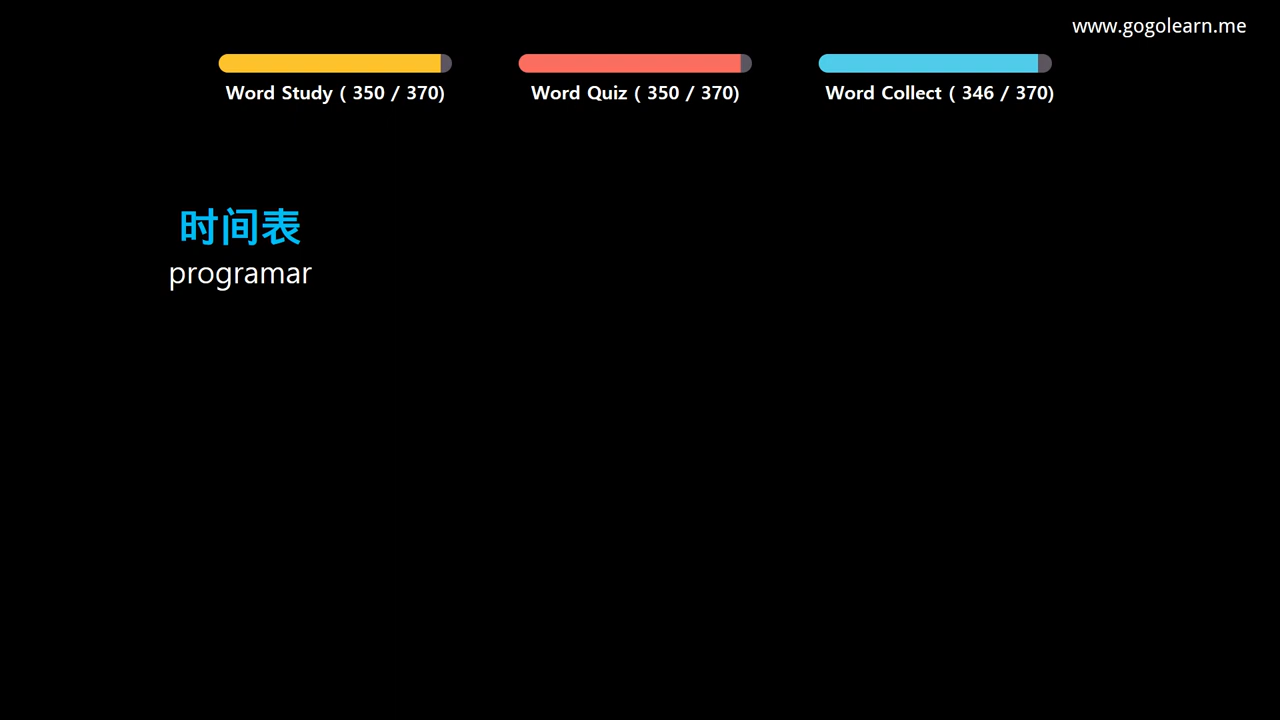 www.gogolearn.me
Word Study ( 350 / 370)
Word Quiz ( 350 / 370)
Word Collect ( 346 / 370)
时间表
programar